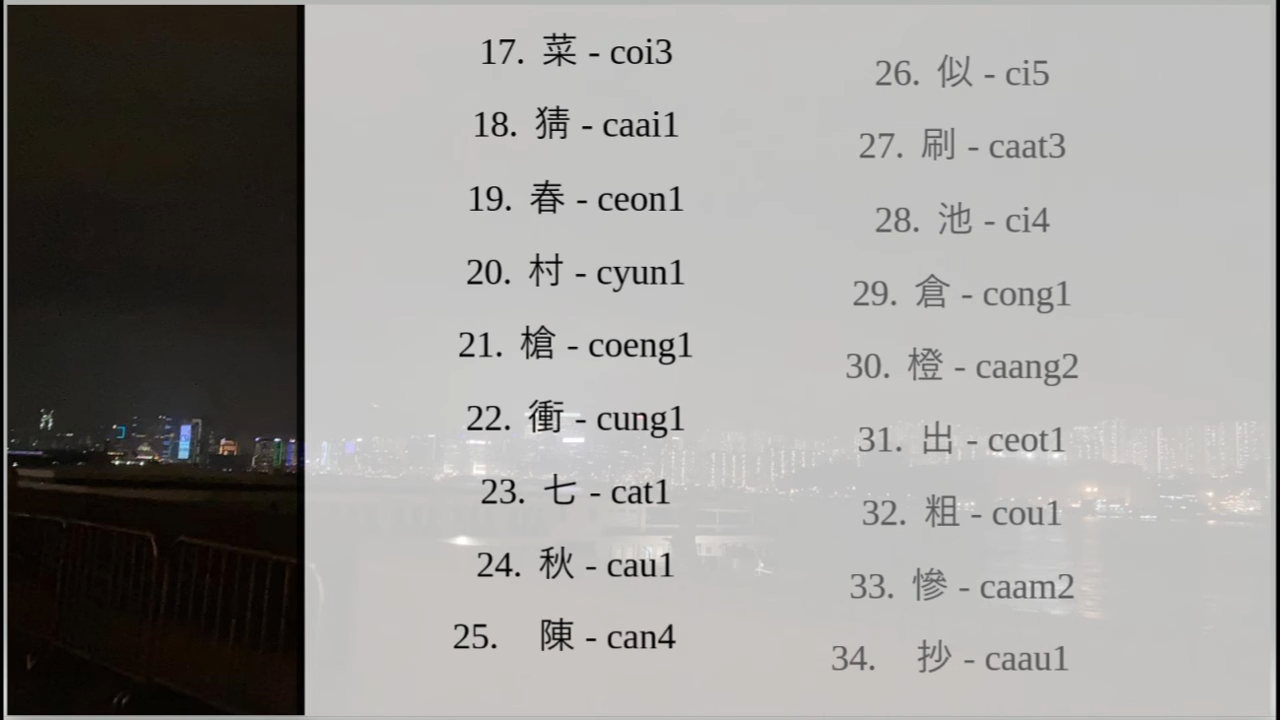 17. 菜 - coi3
18. 猜 - caai1
19. 春 - ceon1
20. 村 - cyun1
21. 槍 - coeng1
22. 衝 - cung1
23. 七 - cat1
24. 秋 - cau1
25. 陳 - can4
26. 似 - ci5
27. 刷 - caat3
28. 池 - ci4
29. 倉 - cong1
30. 橙 - caang2
31. 出 - ceot1
32. 粗 - cou1
33. 慘 - caam2
34. 抄 - caau1